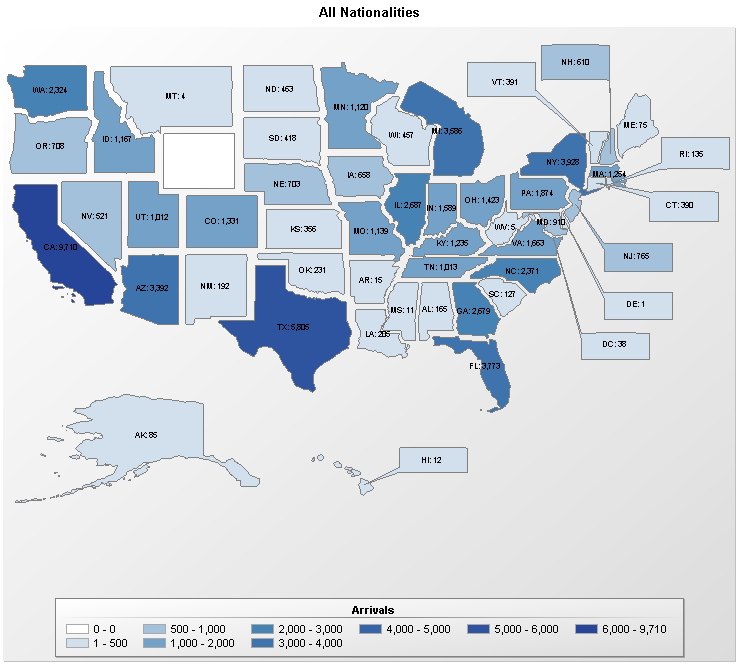 All Nationalities
NH: 610
VT: 391
WA: 2,324
MT: 4
ND: 463
MN: 1,120
ME: 75
ID: 1,167
OR: 708
SD: 418
WI: 457
MI: 3,586
NY: 3,928
RI: 135
MA: 1,254
IA: 658
NE: 703
PA: 1,874
CT: 390
NV: 521
UT: 1,012
CO: 1,331
IL: 2,687
IN: 1,589
OH: 1,423
CA: 9,710
KS: 366
MO: 1,139
KY: 1,235
WV: 5
MD: 910
VA: 1,663
NJ: 765
AZ: 3,392
NM: 192
OK: 231
AR: 15
TN: 1,013
NC: 2,371
SC: 127
DE: 1
TX:
LA: 205
MS: 11
AL: 165
GA: 2,679
DC: 38
FL: 3,773
AK: 85
HI: 12
Arrivals
0 - 0
500 - 1,000
2,000 - 3,000
4,000 - 5,000
5,000 - 6,000
6,000 - 9,710
1 - 500
1,000 - 2,000
3,000 - 4,000